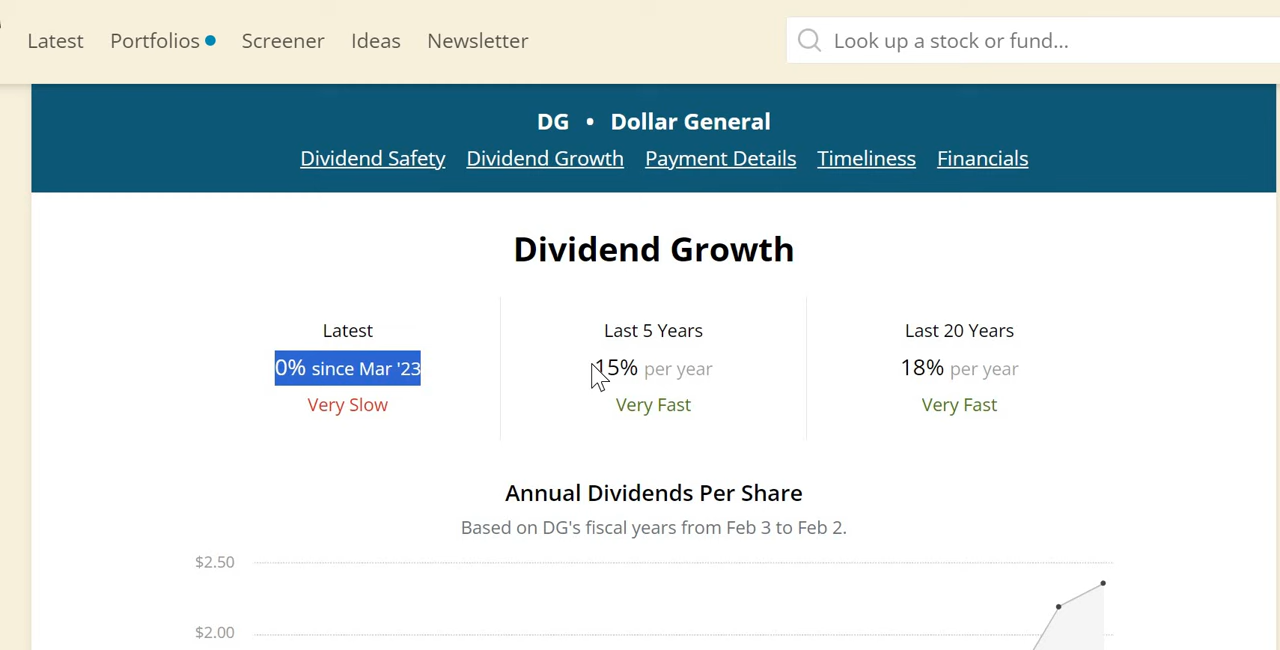 Latest Portfolios Screener Ideas Newsletter Look up a stock or fund...
DG • Dollar General
Dividend Safety Dividend Growth Payment Details Timeliness Financials
Dividend Growth
Latest Last 5 Years Last 20 Years
0% since Mar '23 15% per year 18% per year
Very Slow Very Fast Very Fast
Annual Dividends Per Share
Based on DG's fiscal years from Feb 3 to Feb 2.
$2.50
$2.00